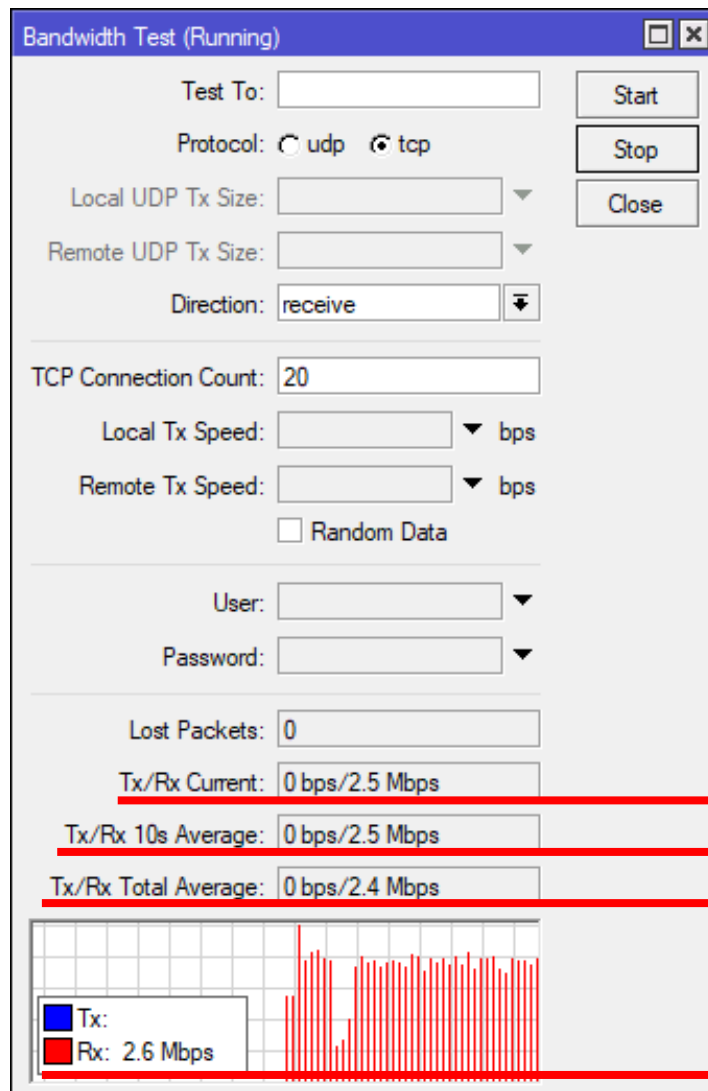 Bandwidth Test (Running)
Test To:
Start
Protocol: udp tcp
Stop
Local UDP Tx Size:
Close
Remote UDP Tx Size:
Direction: receive
TCP Connection Count: 20
Local Tx Speed: bps
Remote Tx Speed: bps
Random Data
User:
Password:
Lost Packets: 0
Tx/Rx Current: 0 bps/2.5 Mbps
Tx/Rx 10s Average: 0 bps/2.5 Mbps
Tx/Rx Total Average: 0 bps/2.4 Mbps
Tx:
Rx: 2.6 Mbps